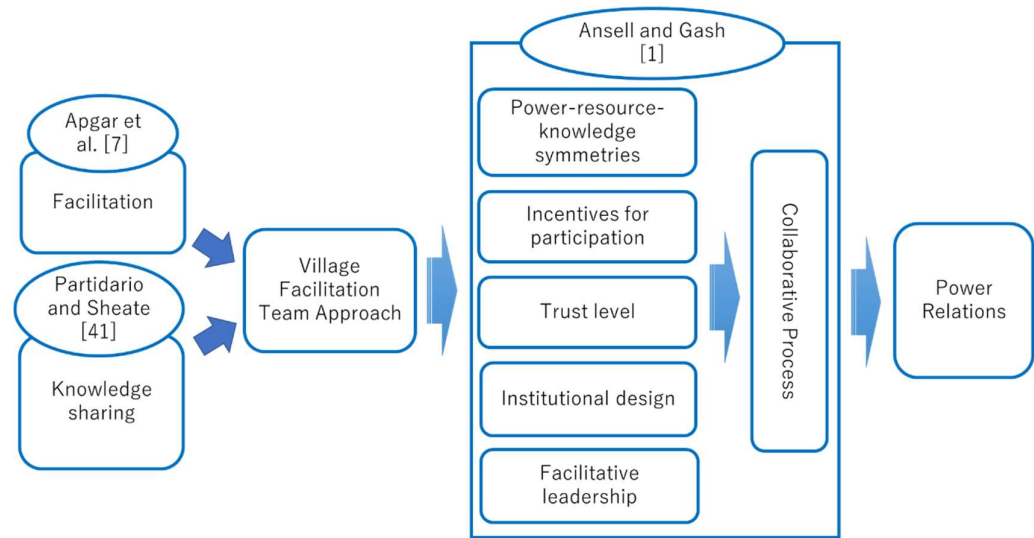 Apgar et
al. [7]
Facilitation
Partidario
and Sheate
[41]
Knowledge
sharing
Village
Facilitation
Team Approach
Ansell and Gash
[1]
Power-resource-
knowledge
symmetries
Incentives for
participation
Trust level
Institutional design
Facilitative
leadership
Collaborative Process
Power
Relations